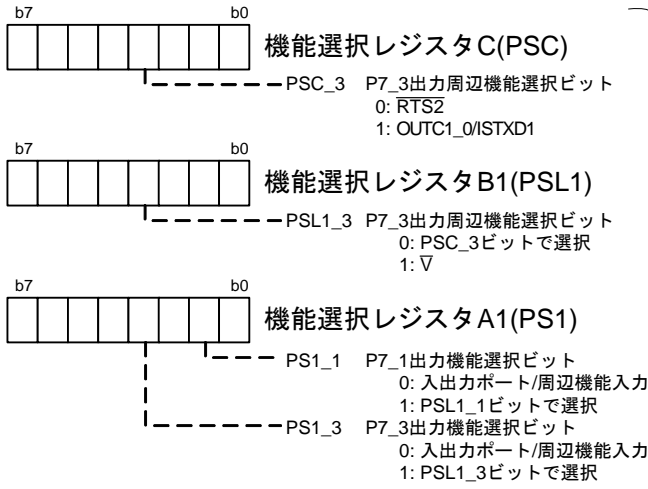 b7 b0
機能選択レジスタC(PSC)
PSC_3 P7_3出力周辺機能選択ビット
0: R̅T̅S̅2̅
1: OUTC1_0/ISTXD1
b7 b0
機能選択レジスタB1(PSL1)
PSL1_3 P7_3出力周辺機能選択ビット
0: PSC_3ビットで選択
1: V̅
b7 b0
機能選択レジスタA1(PS1)
PS1_1 P7_1出力機能選択ビット
0: 入出力ポート/周辺機能入力
1: PSL1_1ビットで選択
PS1_3 P7_3出力機能選択ビット
0: 入出力ポート/周辺機能入力
1: PSL1_3ビットで選択